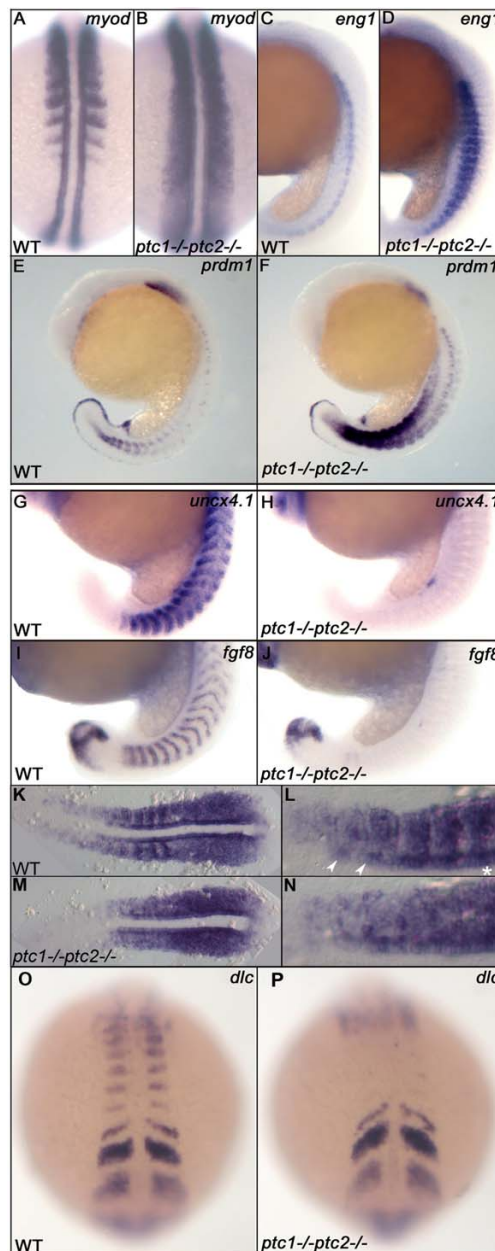 A myod
WT
B myod
ptc1-/-ptc2-/-
C eng1
WT
D eng1
ptc1-/-ptc2-/-
E prdm1
WT
F prdm1
ptc1-/-ptc2-/-
G uncx4.1
WT
H uncx4.1
ptc1-/-ptc2-/-
I fgf8
WT
J fgf8
ptc1-/-ptc2-/-
K
WT
L
*
M
ptc1-/-ptc2-/-
N
O dlc
WT
P dlc
ptc1-/-ptc2-/-